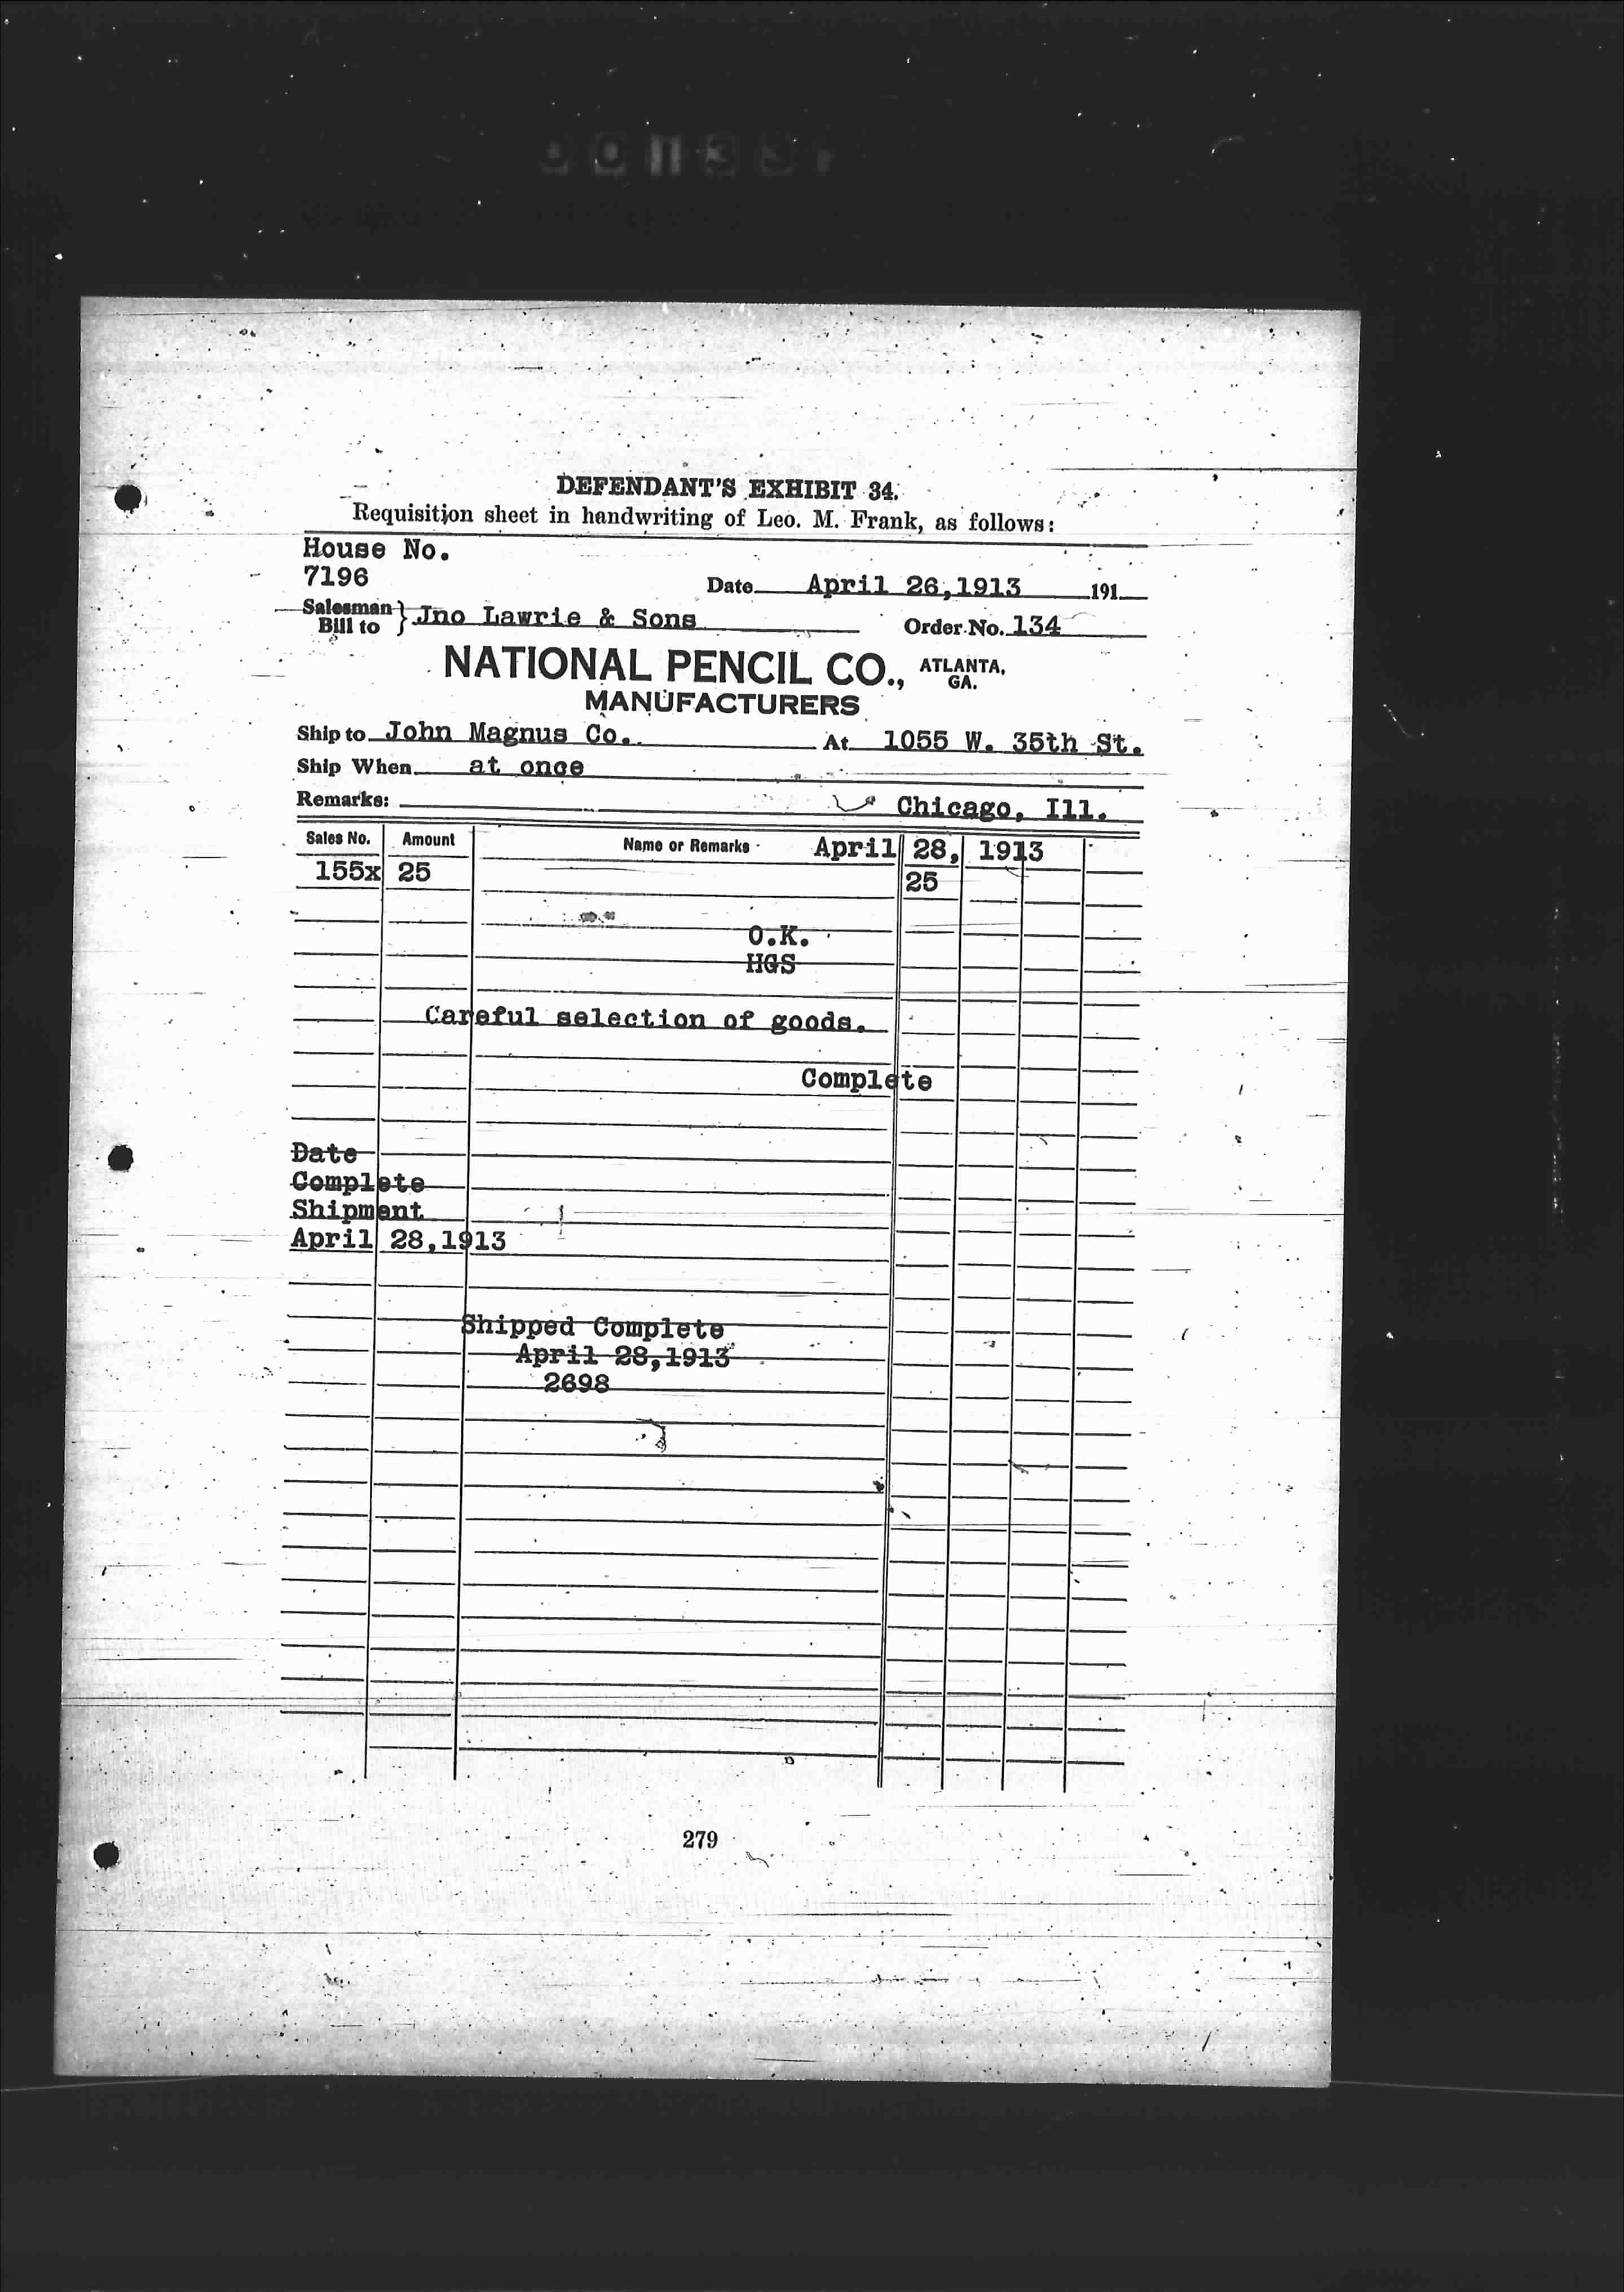 DEFENDANT'S EXHIBIT 34.
Requisition sheet in handwriting of Leo. M. Frank, as follows:
House No.
7196
Date April 26,1913 191
Salesman
Bill to } Jno Lawrie & Sons Order No. 134
NATIONAL PENCIL CO., ATLANTA, GA.
MANUFACTURERS
Ship to John Magnus Co. At 1055 W. 35th St.
Ship When at once
Remarks: Chicago, Ill.
Sales No. Amount Name or Remarks April 28, 1913
155x 25 25
O.K.
HGS
Careful selection of goods.
Complete
Date
Complete
Shipment
April 28,1913
Shipped Complete
April 28,1913
2698
279